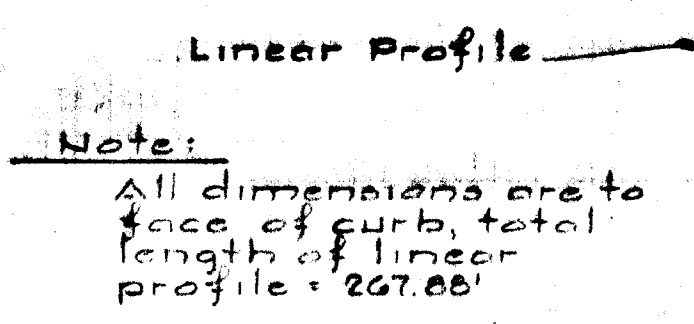 Linear Profile
Note:
All dimensions are to
face of curb, total
length of linear
profile = 267.88'